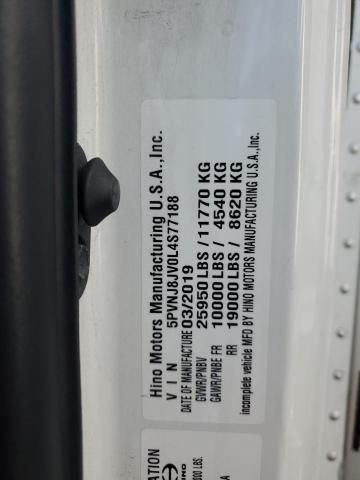 Hino Motors Manufacturing U.S.A.,Inc.
VIN 5PVNJ8JV0L4S77188
DATE OF MANUFACTURE 03/2019
GVWR/PNBV 25950 LBS / 11770 KG
GAWR/PNBE FR 10000 LBS / 4540 KG
RR 19000 LBS / 8620 KG
incomplete vehicle MFD BY HINO MOTORS MANUFACTURING U.S.A.,Inc.